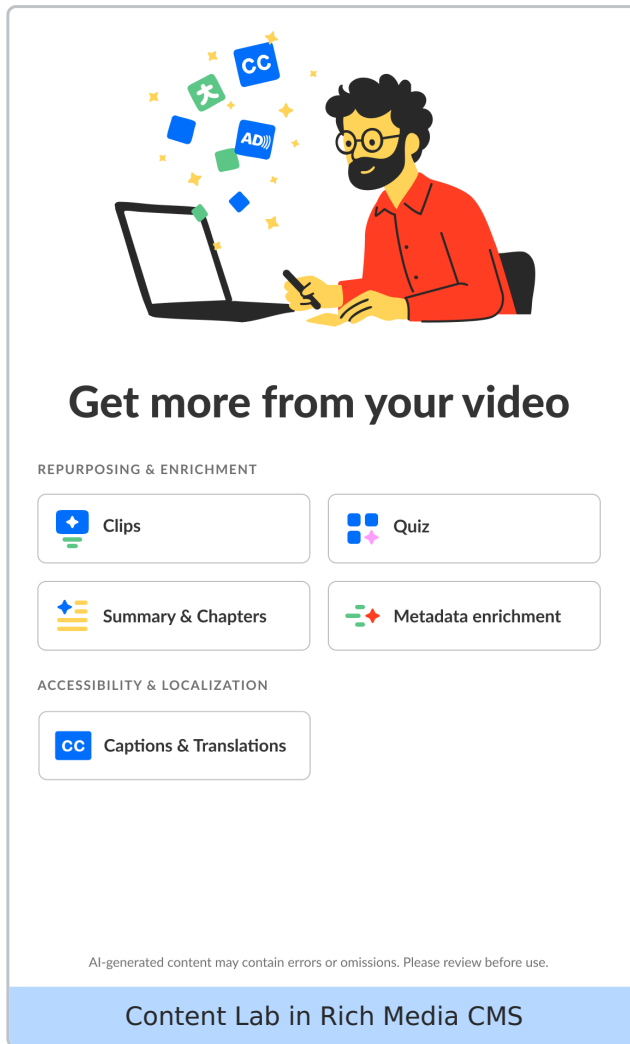 CC
AD
Get more from your video
REPURPOSING & ENRICHMENT
Clips
Quiz
Summary & Chapters
Metadata enrichment
ACCESSIBILITY & LOCALIZATION
CC
Captions & Translations
AI-generated content may contain errors or omissions. Please review before use.
Content Lab in Rich Media CMS